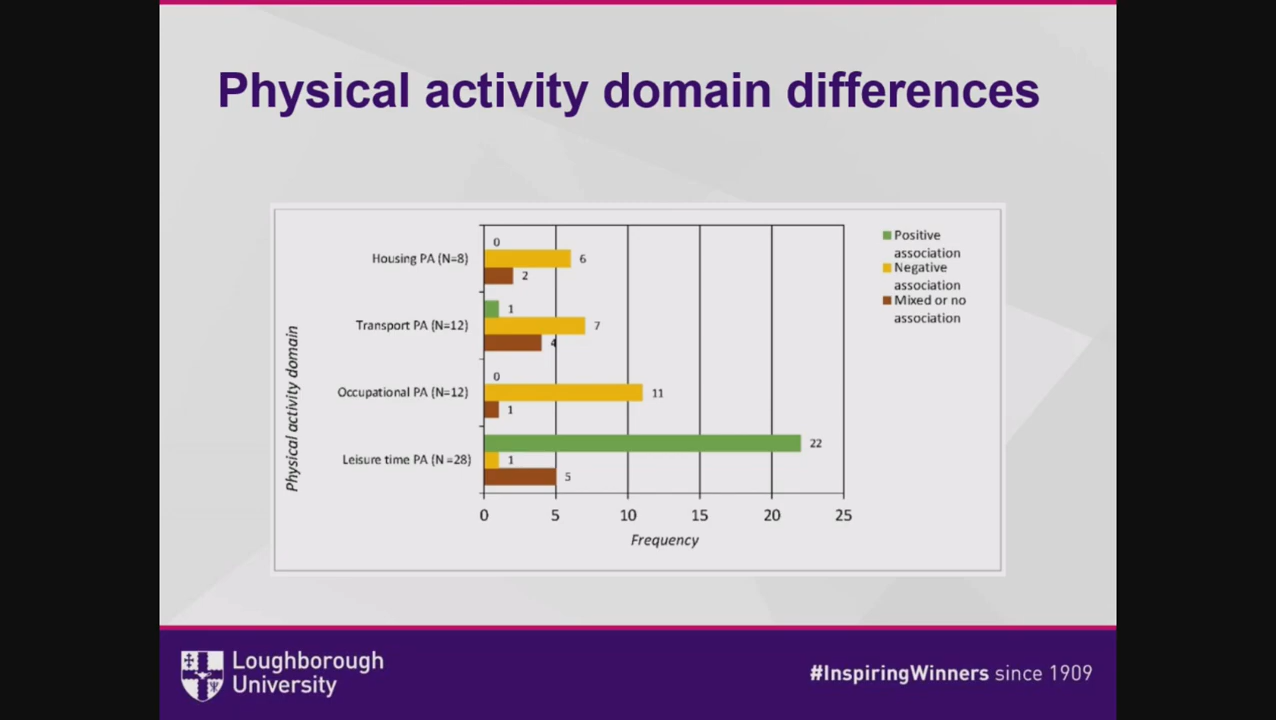 Physical activity domain differences
Physical activity domain
Housing PA (N=8)
0
6
2
Transport PA (N=12)
1
7
4
Occupational PA (N=12)
0
11
1
Leisure time PA (N =28)
22
1
5
0 5 10 15 20 25
Frequency
Positive
association
Negative
association
Mixed or no
association
Loughborough
University
#InspiringWinners since 1909